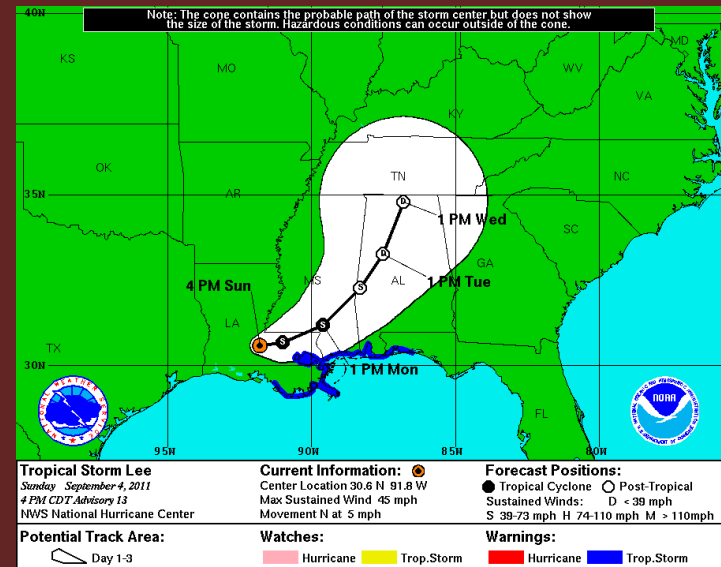 Note: The cone contains the probable path of the storm center but does not show
the size of the storm. Hazardous conditions can occur outside of the cone.
40N
KS
MO
WV
MD
VA
KY
OK
AR
TN
NC
35N
1 PM Wed
SC
4 PM Sun
MS
AL
GA
1 PM Tue
LA
TX
30N
1 PM Mon
FL
95W
90W
85W
80W
D
D
S
S
S
NATIONAL WEATHER SERVICE
NOAA
Tropical Storm Lee
Sunday September 4, 2011
4 PM CDT Advisory 13
NWS National Hurricane Center
Current Information:
Center Location 30.6 N 91.8 W
Max Sustained Wind 45 mph
Movement N at 5 mph
Forecast Positions:
Tropical Cyclone Post-Tropical
Sustained Winds: D < 39 mph
S 39-73 mph H 74-110 mph M > 110mph
Potential Track Area:
Day 1-3
Watches:
Hurricane Trop.Storm
Warnings:
Hurricane Trop.Storm